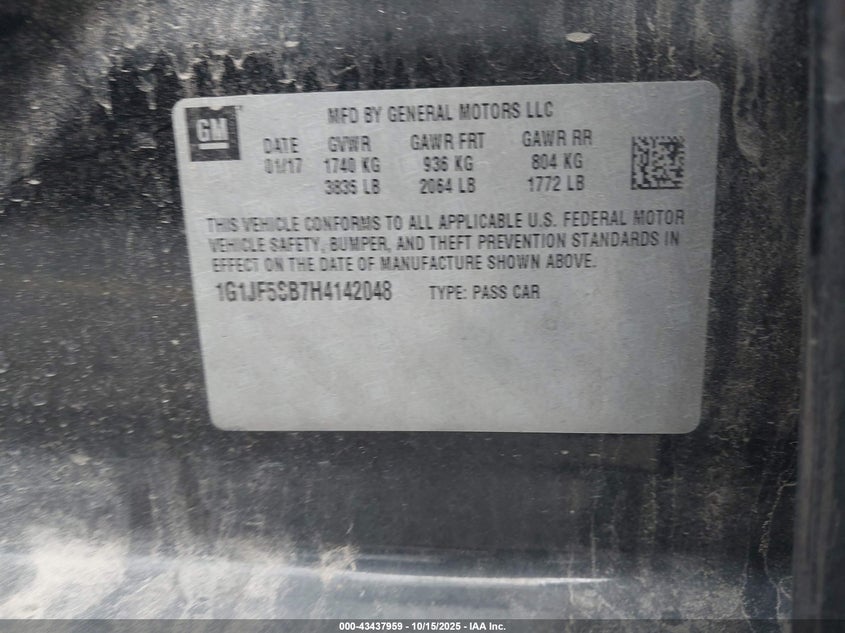 GM
MFD BY GENERAL MOTORS LLC
DATE GVWR GAWR FRT GAWR RR
01/17 1740 KG 936 KG 804 KG
3835 LB 2064 LB 1772 LB
THIS VEHICLE CONFORMS TO ALL APPLICABLE U.S. FEDERAL MOTOR
VEHICLE SAFETY, BUMPER, AND THEFT PREVENTION STANDARDS IN
EFFECT ON THE DATE OF MANUFACTURE SHOWN ABOVE.
1G1JF5SB7H4142048 TYPE: PASS CAR
000-43437959 - 10/15/2025 - IAA Inc.